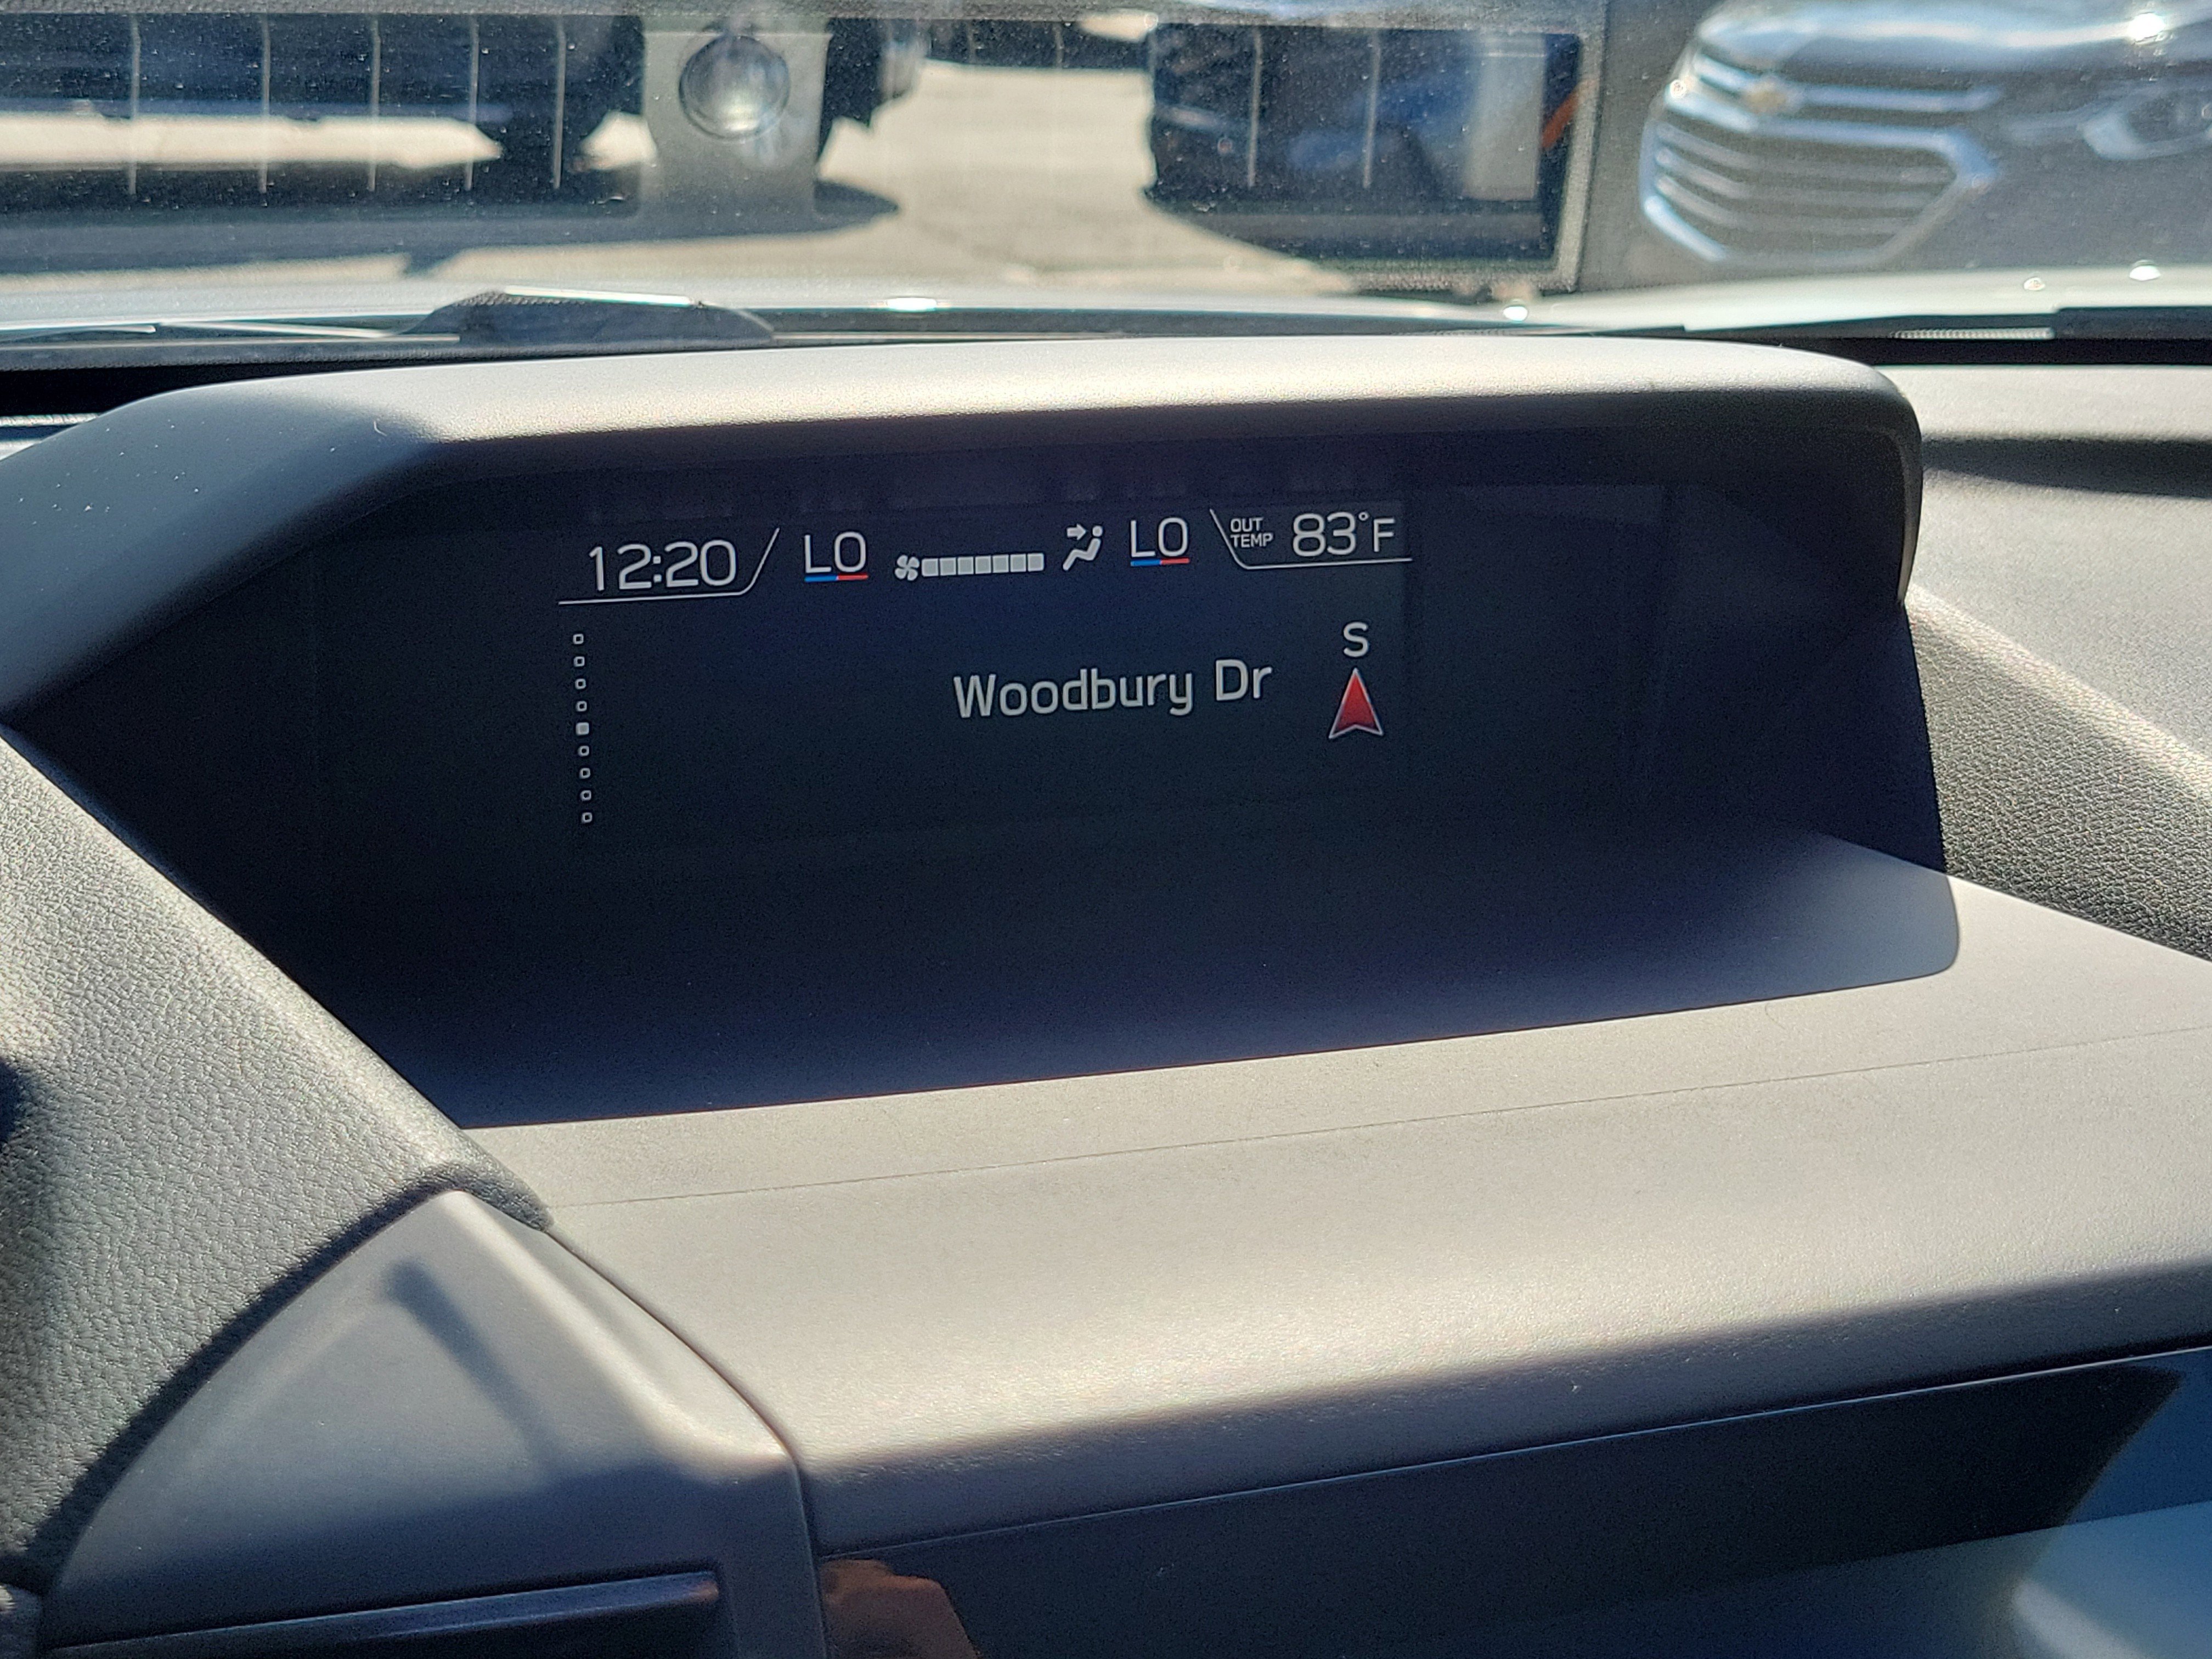 12:20 LO LO OUT TEMP 83°F
S
Woodbury Dr